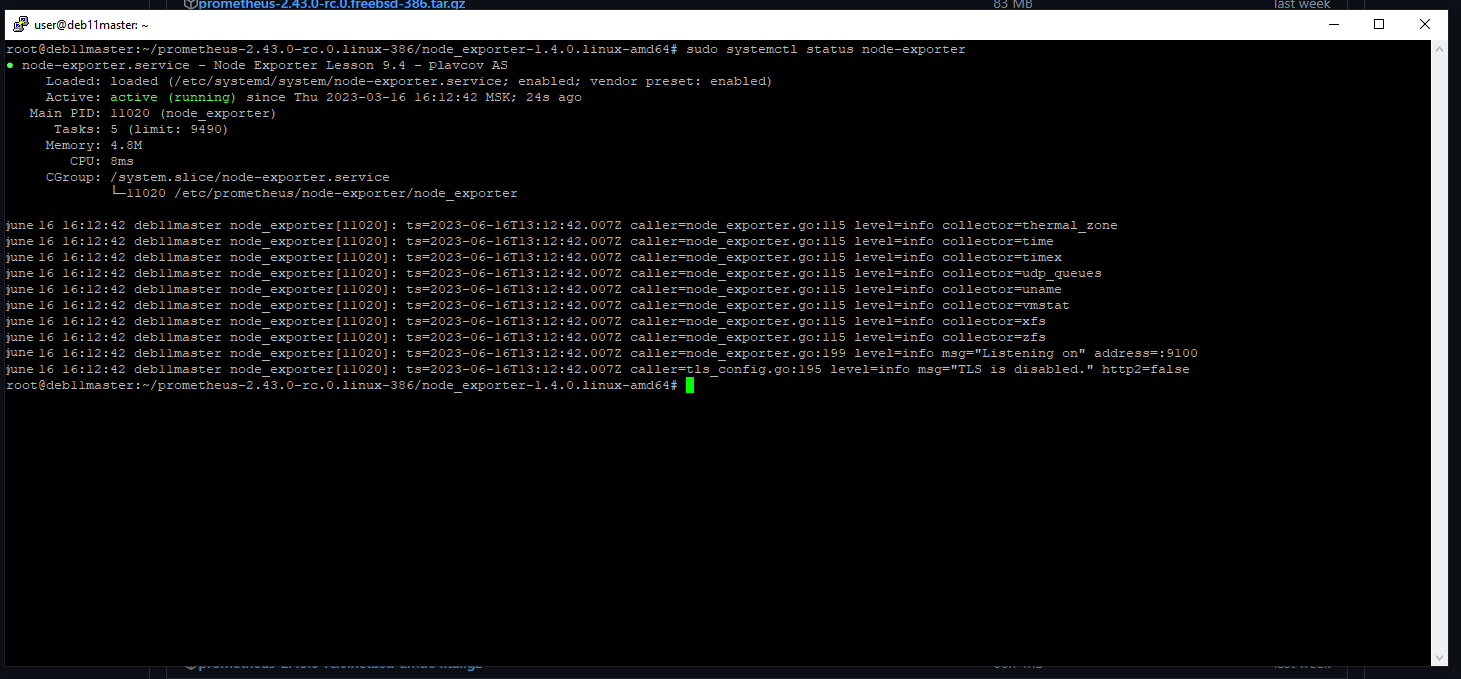 prometheus-2.43.0-rc.0.freebsd-386.tar.gz 83 MB last week
user@deb11master: ~
root@deb11master:~/prometheus-2.43.0-rc.0.linux-386/node_exporter-1.4.0.linux-amd64# sudo systemctl status node-exporter
● node-exporter.service - Node Exporter Lesson 9.4 - plavcov AS
Loaded: loaded (/etc/systemd/system/node-exporter.service; enabled; vendor preset: enabled)
Active: active (running) since Thu 2023-03-16 16:12:42 MSK; 24s ago
Main PID: 11020 (node_exporter)
Tasks: 5 (limit: 9490)
Memory: 4.8M
CPU: 8ms
CGroup: /system.slice/node-exporter.service
└─11020 /etc/prometheus/node-exporter/node_exporter
june 16 16:12:42 deb11master node_exporter[11020]: ts=2023-06-16T13:12:42.007Z caller=node_exporter.go:115 level=info collector=thermal_zone
june 16 16:12:42 deb11master node_exporter[11020]: ts=2023-06-16T13:12:42.007Z caller=node_exporter.go:115 level=info collector=time
june 16 16:12:42 deb11master node_exporter[11020]: ts=2023-06-16T13:12:42.007Z caller=node_exporter.go:115 level=info collector=timex
june 16 16:12:42 deb11master node_exporter[11020]: ts=2023-06-16T13:12:42.007Z caller=node_exporter.go:115 level=info collector=udp_queues
june 16 16:12:42 deb11master node_exporter[11020]: ts=2023-06-16T13:12:42.007Z caller=node_exporter.go:115 level=info collector=uname
june 16 16:12:42 deb11master node_exporter[11020]: ts=2023-06-16T13:12:42.007Z caller=node_exporter.go:115 level=info collector=vmstat
june 16 16:12:42 deb11master node_exporter[11020]: ts=2023-06-16T13:12:42.007Z caller=node_exporter.go:115 level=info collector=xfs
june 16 16:12:42 deb11master node_exporter[11020]: ts=2023-06-16T13:12:42.007Z caller=node_exporter.go:115 level=info collector=zfs
june 16 16:12:42 deb11master node_exporter[11020]: ts=2023-06-16T13:12:42.007Z caller=node_exporter.go:199 level=info msg="Listening on" address=:9100
june 16 16:12:42 deb11master node_exporter[11020]: ts=2023-06-16T13:12:42.007Z caller=tls_config.go:195 level=info msg="TLS is disabled." http2=false
root@deb11master:~/prometheus-2.43.0-rc.0.linux-386/node_exporter-1.4.0.linux-amd64#